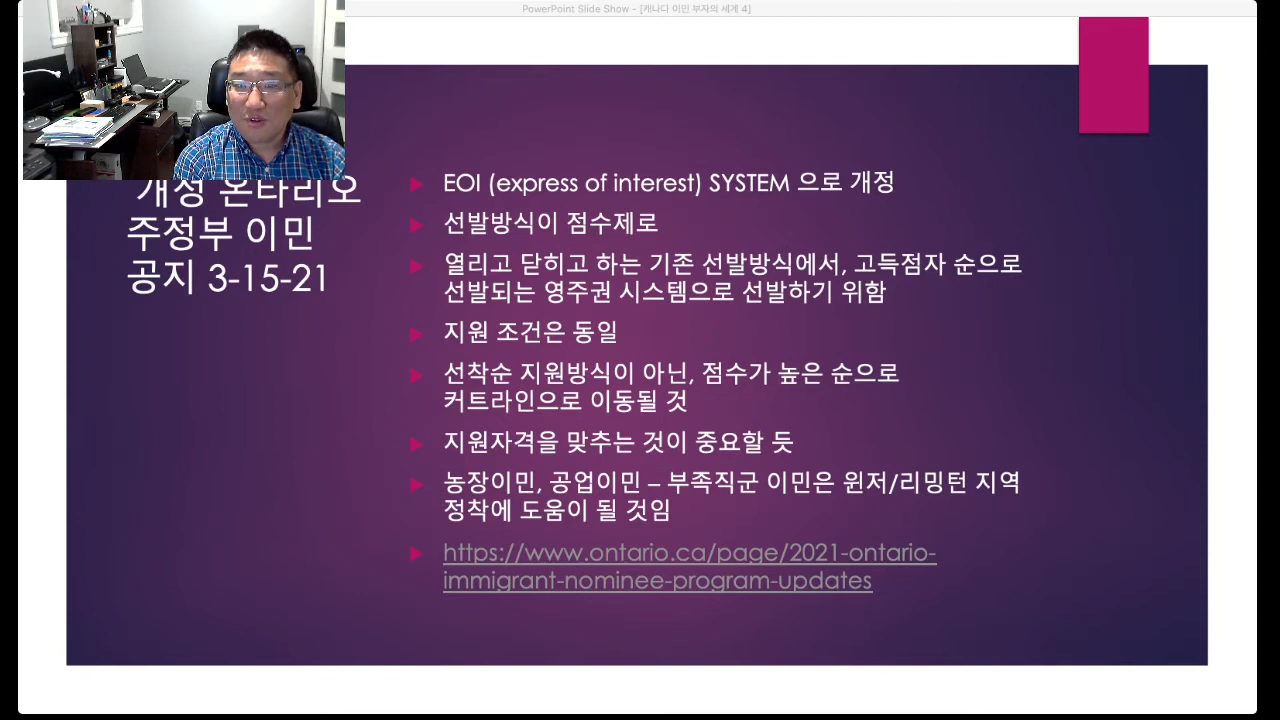 PowerPoint Slide Show - [캐나다 이민 부자의 세계 4]
개정 온타리오
주정부 이민
공지 3-15-21
EOI (express of interest) SYSTEM 으로 개정
선발방식이 점수제로
열리고 닫히고 하는 기존 선발방식에서, 고득점자 순으로
선발되는 영주권 시스템으로 선발하기 위함
지원 조건은 동일
선착순 지원방식이 아닌, 점수가 높은 순으로
커트라인으로 이동될 것
지원자격을 맞추는 것이 중요할 듯
농장이민, 공업이민 – 부족직군 이민은 윈저/리밍턴 지역
정착에 도움이 될 것임
https://www.ontario.ca/page/2021-ontario-
immigrant-nominee-program-updates